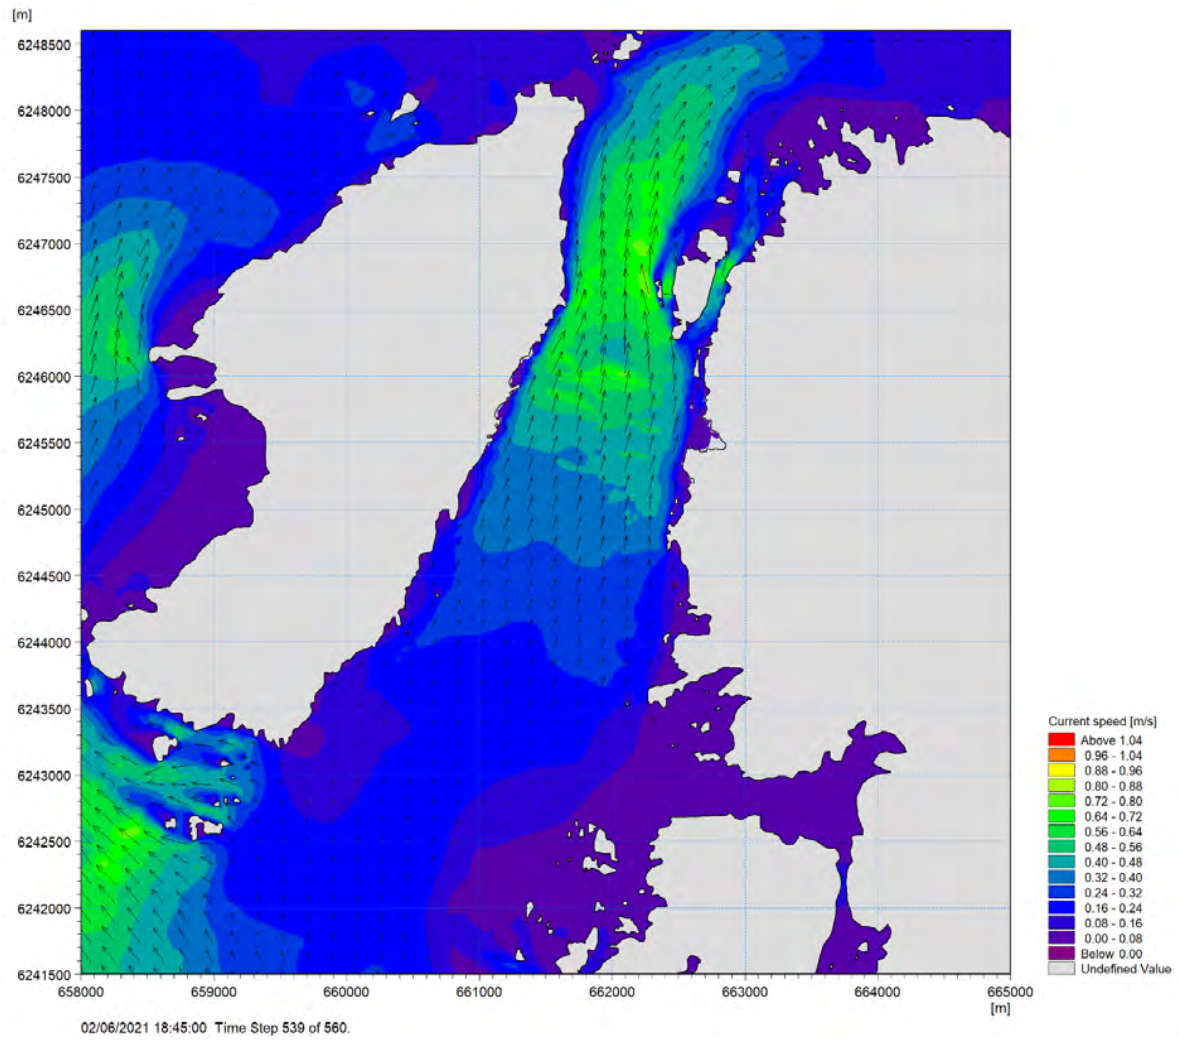 [m]
6248500
6248000
6247500
6247000
6246500
6246000
6245500
6245000
6244500
6244000
6243500
6243000
6242500
6242000
6241500
658000 659000 660000 661000 662000 663000 664000 665000
[m]
Current speed [m/s]
Above 1.04
0.96 - 1.04
0.88 - 0.96
0.80 - 0.88
0.72 - 0.80
0.64 - 0.72
0.56 - 0.64
0.48 - 0.56
0.40 - 0.48
0.32 - 0.40
0.24 - 0.32
0.16 - 0.24
0.08 - 0.16
0.00 - 0.08
Below 0.00
Undefined Value
02/06/2021 18:45:00 Time Step 539 of 560.